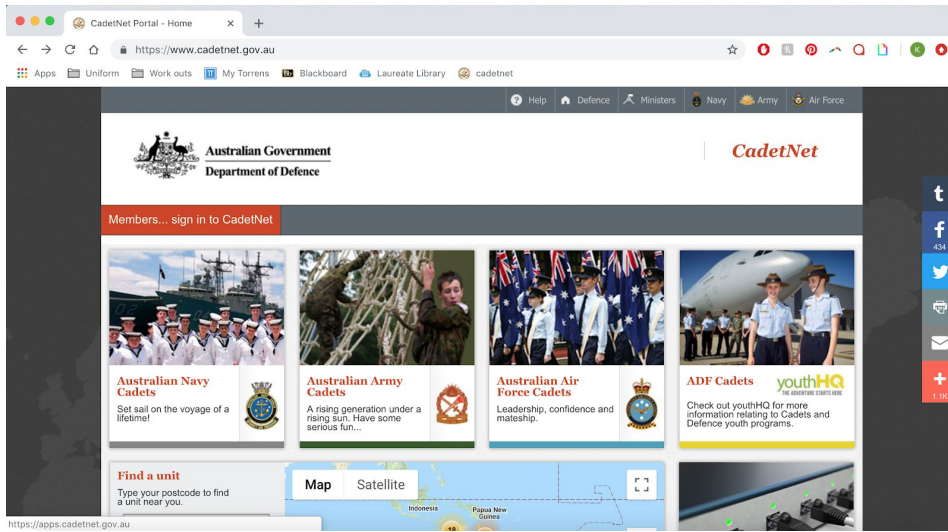 CadetNet Portal - Home
https://www.cadetnet.gov.au
K
Apps Uniform Work outs My Torrens Bb Blackboard Laureate Library cadetnet
Help Defence Ministers Navy Army Air Force
Australian Government
Department of Defence
CadetNet
Members... sign in to CadetNet
434
1.1K
Australian Navy
Cadets
Set sail on the voyage of a
lifetime!
Australian Army
Cadets
A rising generation under a
rising sun. Have some
serious fun...
Australian Air
Force Cadets
Leadership, confidence and
mateship.
ADF Cadets
youthHQ
THE ADVENTURE STARTS HERE
Check out youthHQ for more
information relating to Cadets and
Defence youth programs.
Find a unit
Type your postcode to find
a unit near you.
Map Satellite
Indonesia
Papua New
Guinea
18
https://apps.cadetnet.gov.au